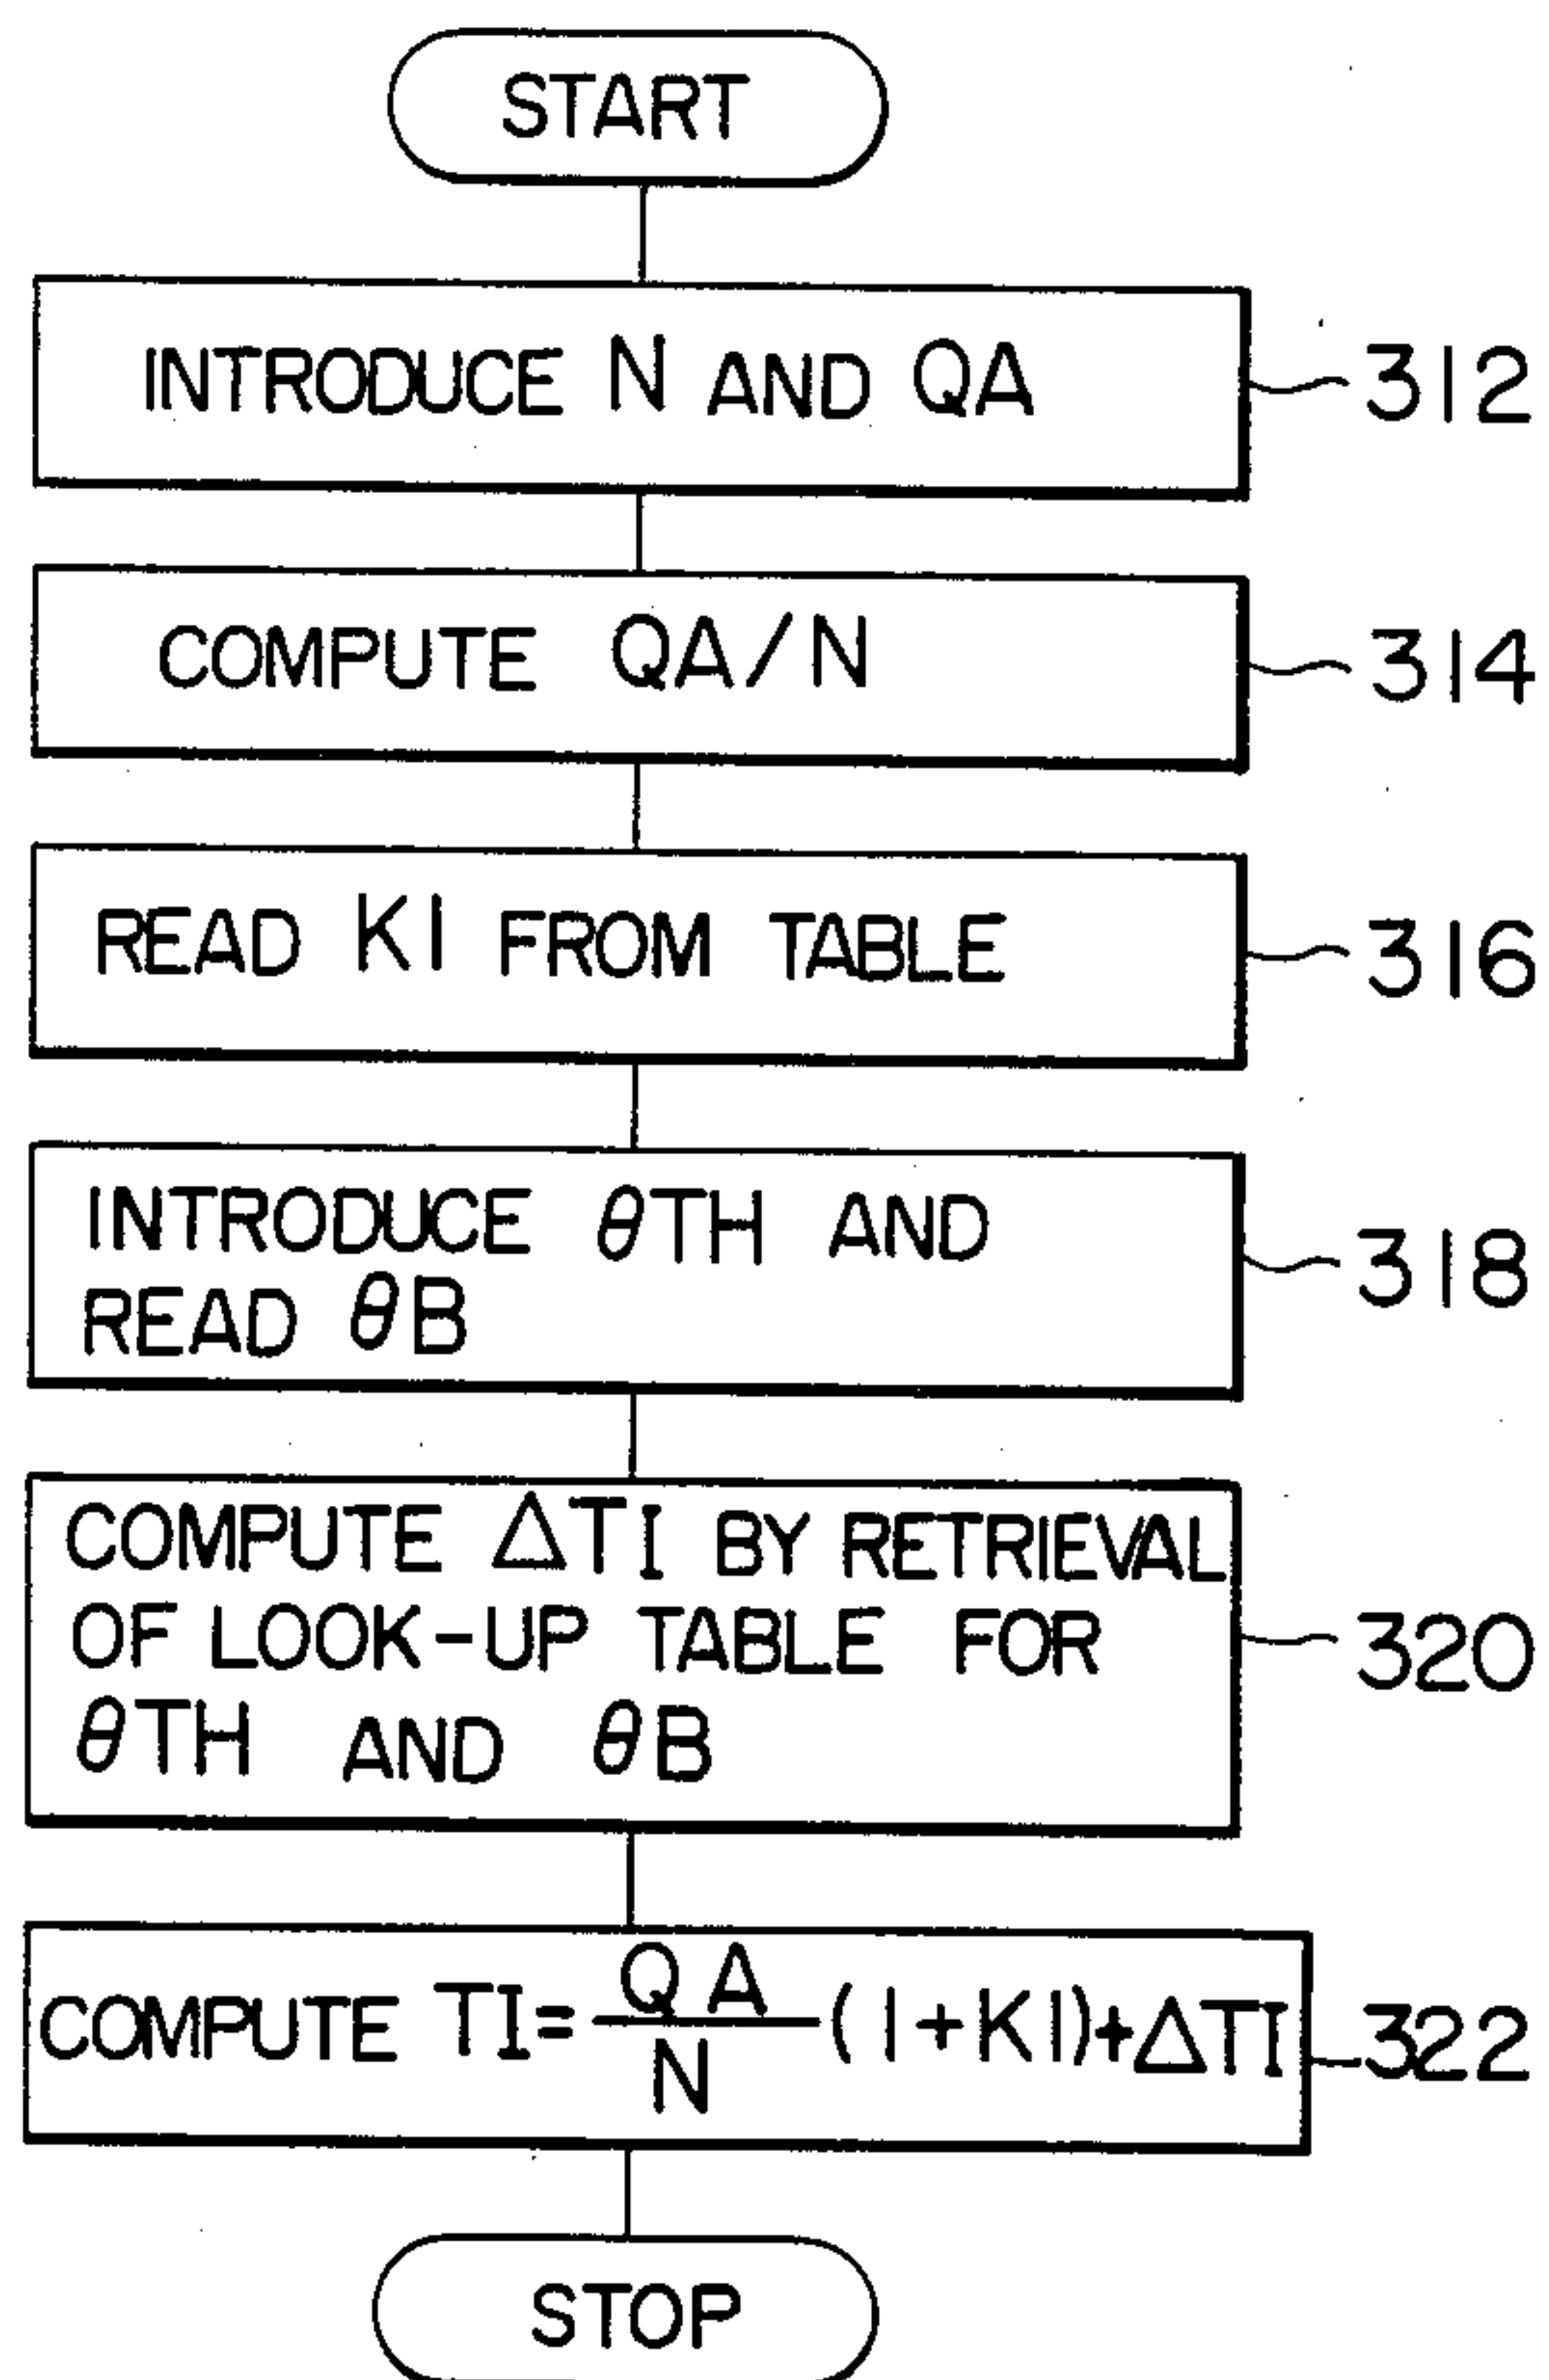 START
INTRODUCE N AND QA
312
COMPUTE QA/N
314
READ K1 FROM TABLE
316
INTRODUCE θTH AND
READ θB
318
COMPUTE ΔTI BY RETRIEVAL
OF LOOK-UP TABLE FOR
θTH AND θB
320
COMPUTE TI= QA/N (1+K1)+ΔTI
322
STOP